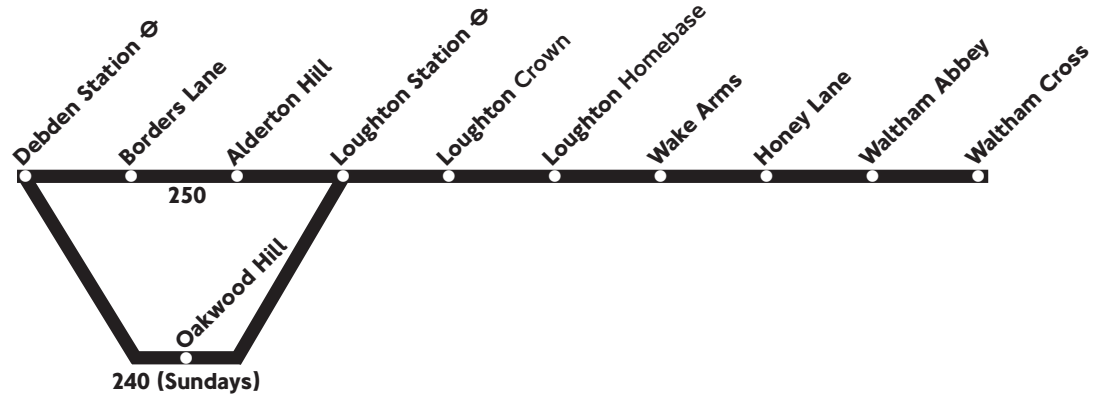 Debden Station
Borders Lane
Alderton Hill
Loughton Station
Loughton Crown
Loughton Homebase
Wake Arms
Honey Lane
Waltham Abbey
Waltham Cross
250
Oakwood Hill
240 (Sundays)